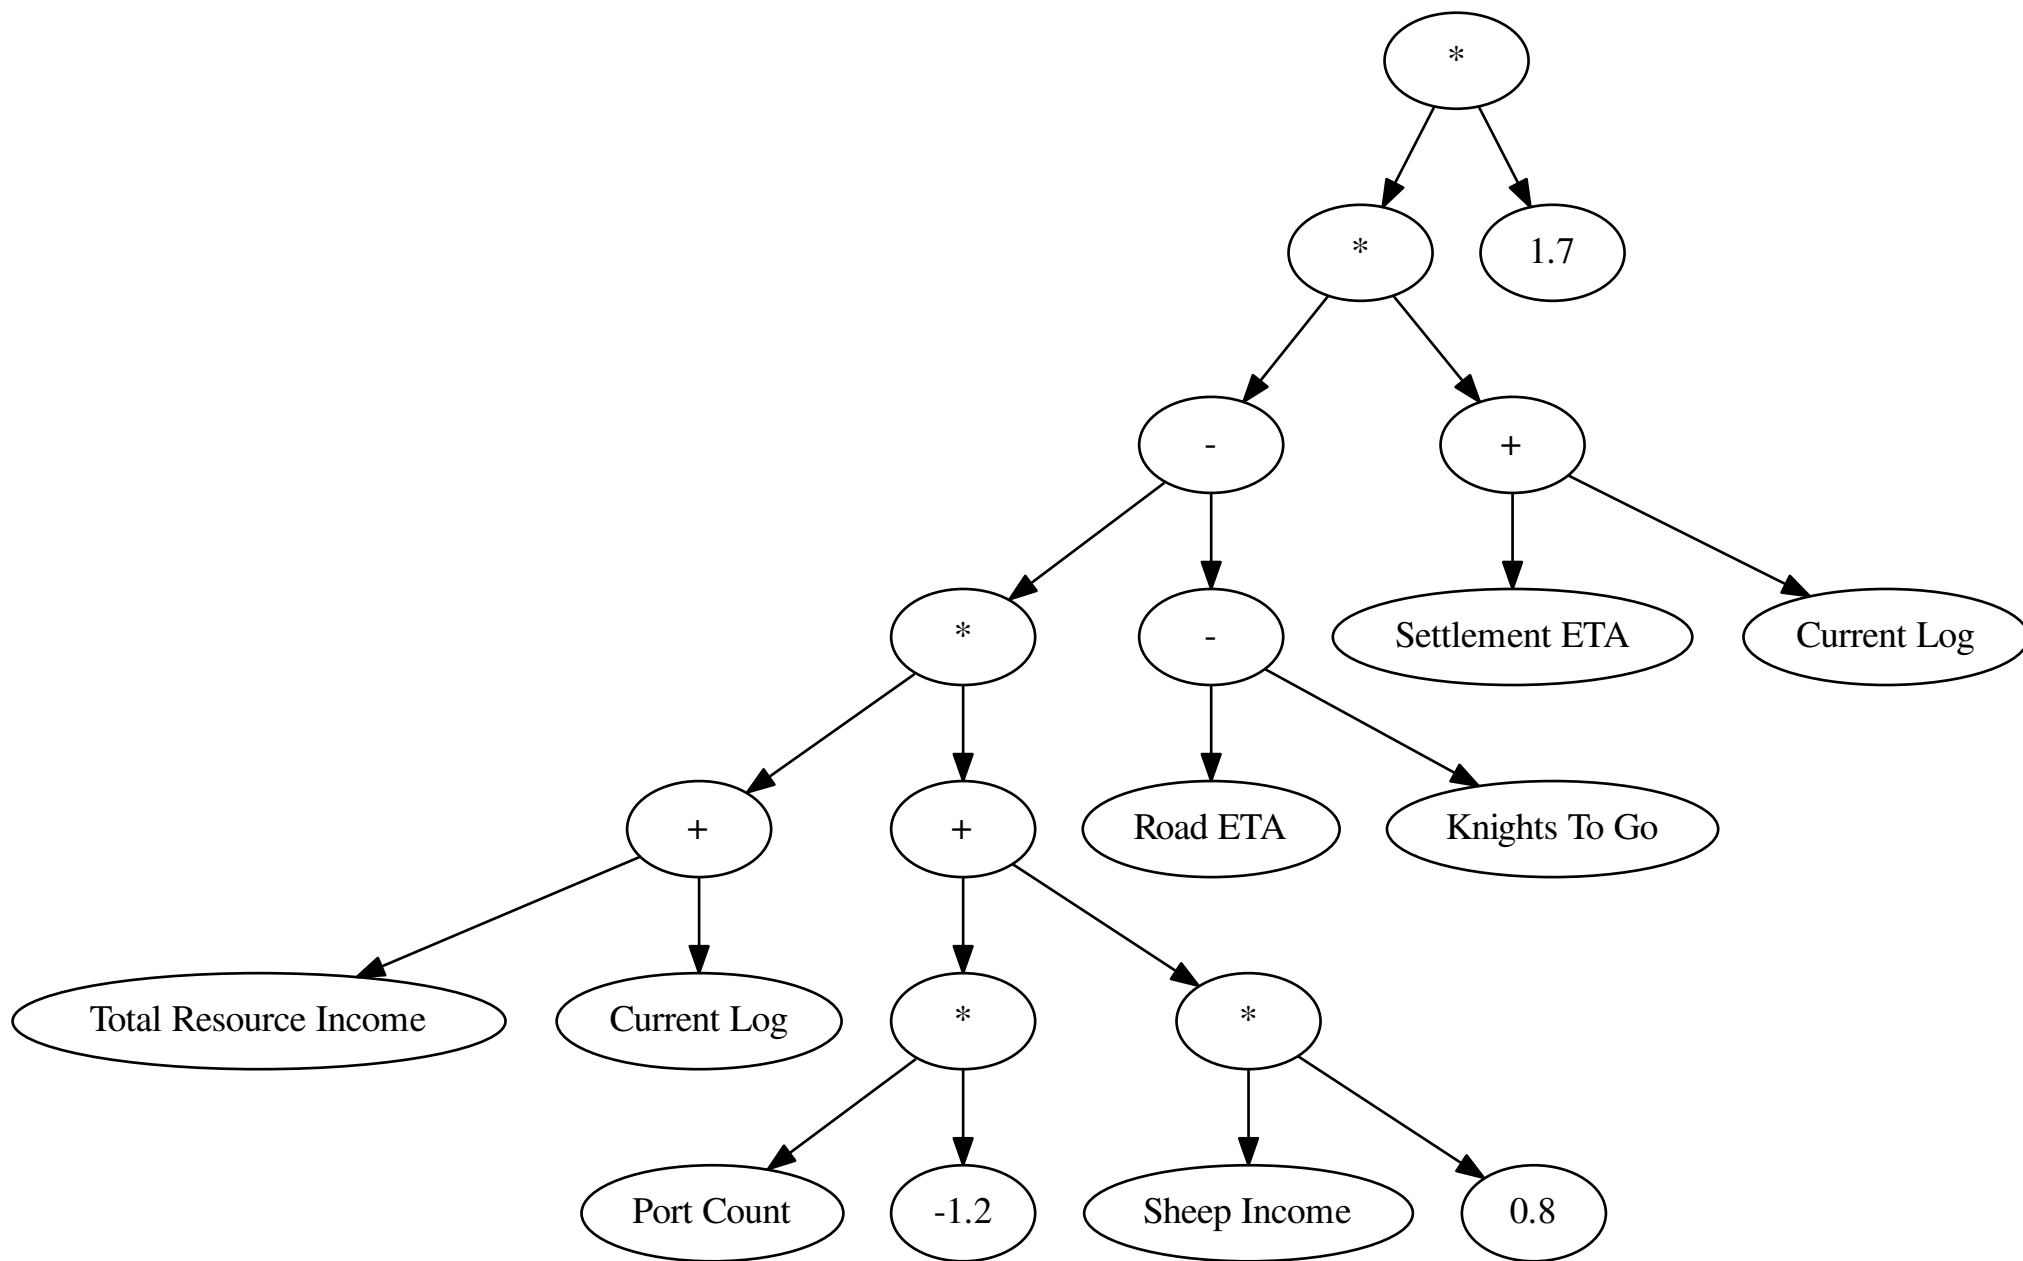 *
*
1.7
-
+
*
-
Settlement ETA
Current Log
+
+
Road ETA
Knights To Go
Total Resource Income
Current Log
*
*
Port Count
-1.2
Sheep Income
0.8